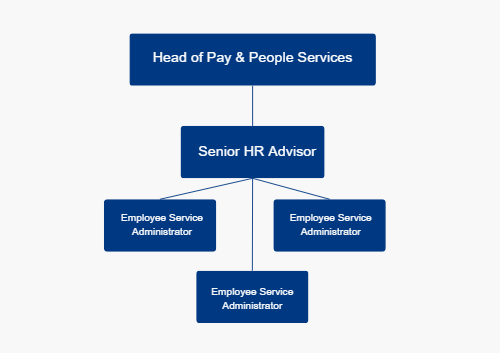 Head of Pay & People Services
Senior HR Advisor
Employee Service
Administrator
Employee Service
Administrator
Employee Service
Administrator